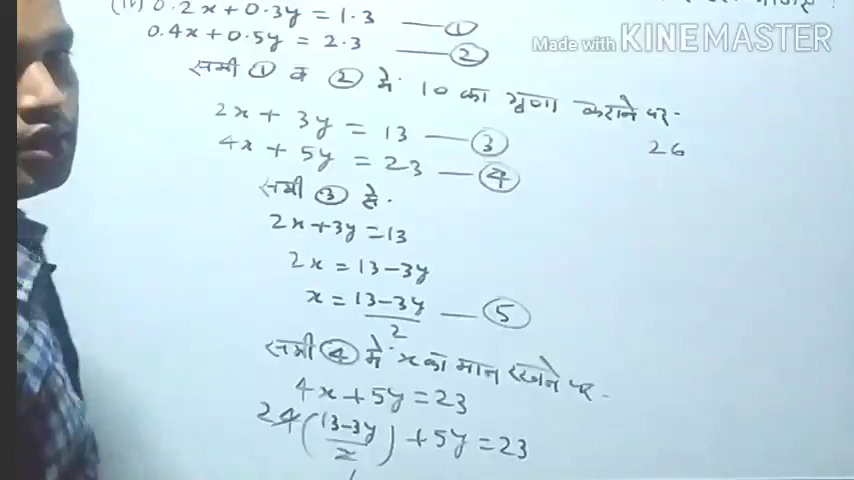 (iv) 0.2x + 0.3y = 1.3 —— ①
0.4x + 0.5y = 2.3 —— ②
Made with KINEMASTER
समी ① व ② में 10 का गुणा कराने पर-
2x + 3y = 13 —— ③
26
4x + 5y = 23 —— ④
समी ③ से.
2x+3y=13
2x = 13-3y
x = 13-3y/2 —— ⑤
समी ④ में x का मान रखने पर-
4x+5y=23
24(13-3y/2) + 5y = 23